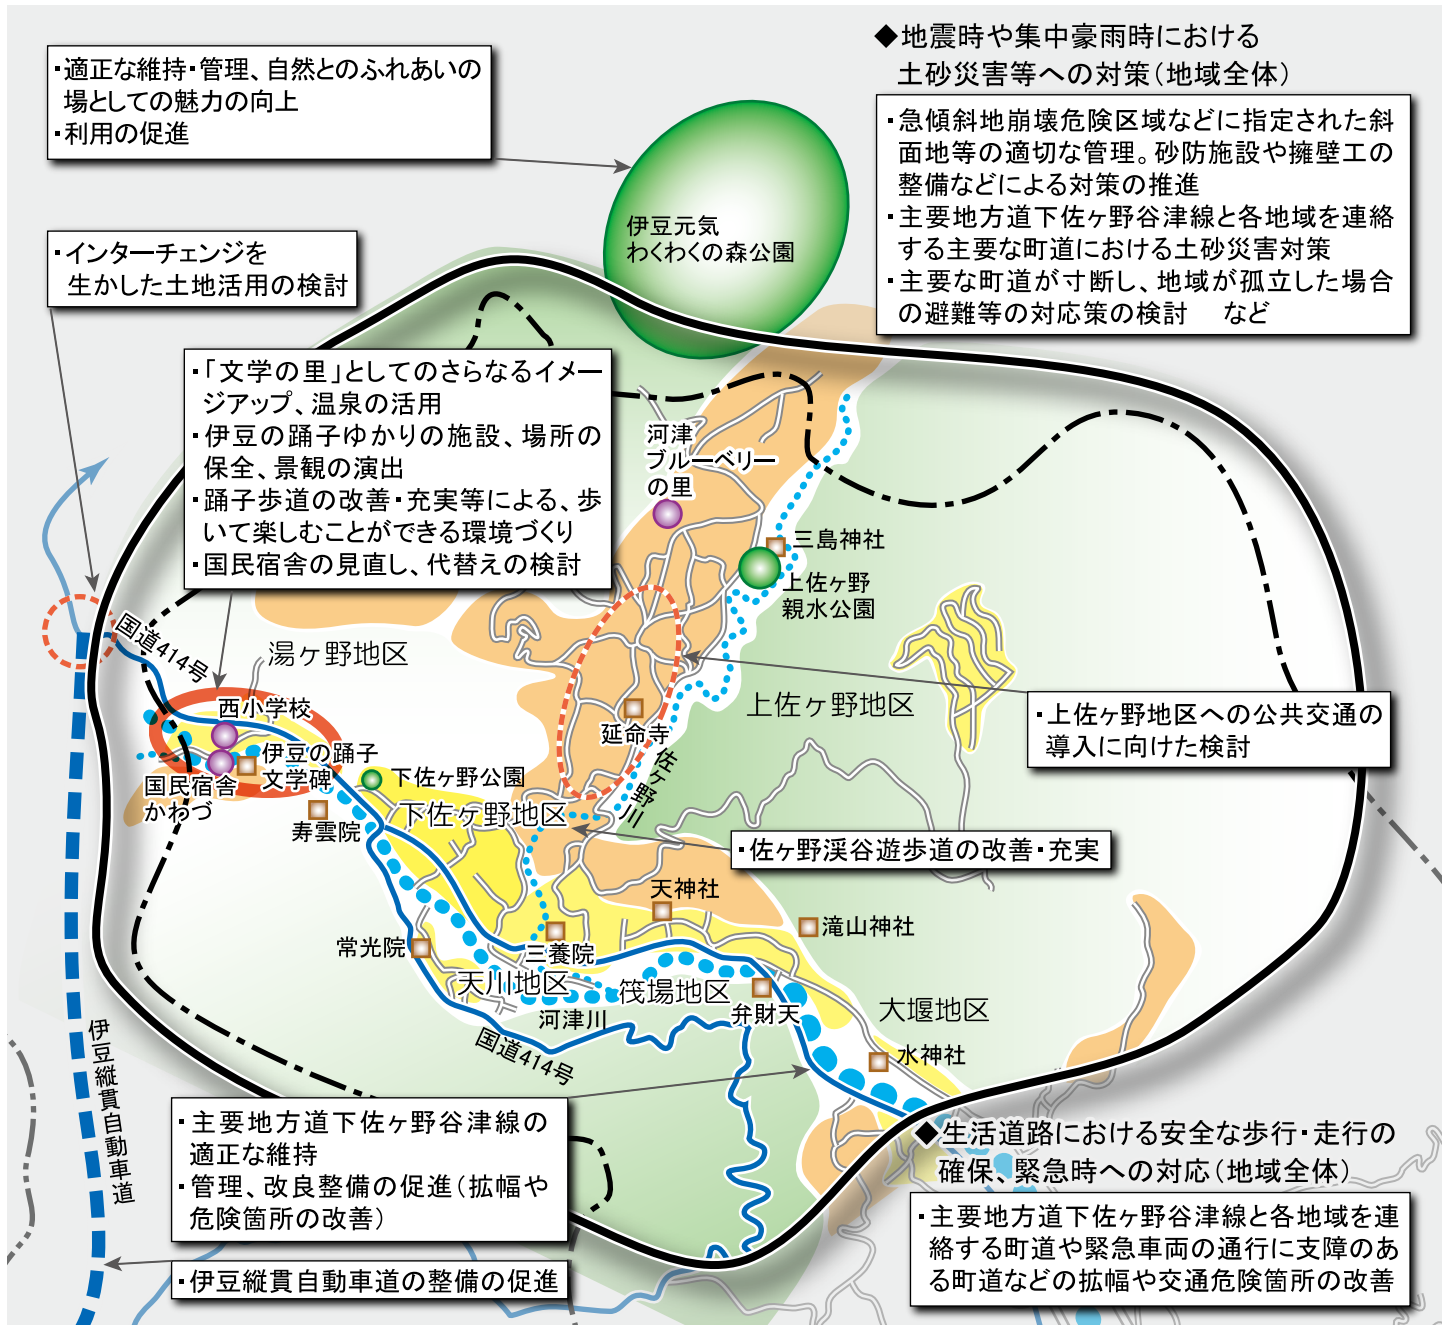 ・適正な維持・管理、自然とのふれあいの
場としての魅力の向上
・利用の促進
◆地震時や集中豪雨時における
土砂災害等への対策(地域全体)
・急傾斜地崩壊危険区域などに指定された斜
面地等の適切な管理。砂防施設や擁壁工の
整備などによる対策の推進
・主要地方道下佐ヶ野谷津線と各地域を連絡
する主要な町道における土砂災害対策
・主要な町道が寸断し、地域が孤立した場合
の避難等の対応策の検討　など
伊豆元気
わくわくの森公園
・インターチェンジを
生かした土地活用の検討
・「文学の里」としてのさらなるイメー
ジアップ、温泉の活用
・伊豆の踊子ゆかりの施設、場所の
保全、景観の演出
・踊子歩道の改善・充実等による、歩
いて楽しむことができる環境づくり
・国民宿舎の見直し、代替えの検討
河津
ブルーベリー
の里
三島神社
上佐ヶ野
親水公園
国道414号
湯ヶ野地区
西小学校
伊豆の踊子
文学碑
国民宿舎
かわづ
寿雲院
下佐ヶ野公園
下佐ヶ野地区
延命寺
佐ヶ野川
上佐ヶ野地区
・上佐ヶ野地区への公共交通の
導入に向けた検討
・佐ヶ野渓谷遊歩道の改善・充実
天神社
滝山神社
常光院
三養院
天川地区
筏場地区
河津川
弁財天
大堰地区
国道414号
水神社
伊豆縦貫自動車道
・主要地方道下佐ヶ野谷津線の
適正な維持
・管理、改良整備の促進(拡幅や
危険箇所の改善)
・伊豆縦貫自動車道の整備の促進
◆生活道路における安全な歩行・走行の
確保、緊急時への対応(地域全体)
・主要地方道下佐ヶ野谷津線と各地域を連
絡する町道や緊急車両の通行に支障のあ
る町道などの拡幅や交通危険箇所の改善